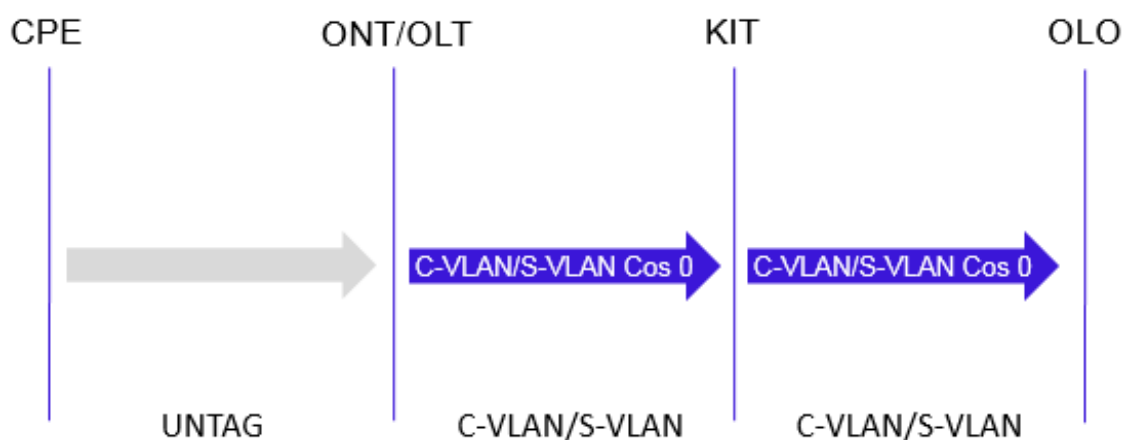 CPE ONT/OLT KIT OLO
C-VLAN/S-VLAN Cos 0 C-VLAN/S-VLAN Cos 0
UNTAG C-VLAN/S-VLAN C-VLAN/S-VLAN